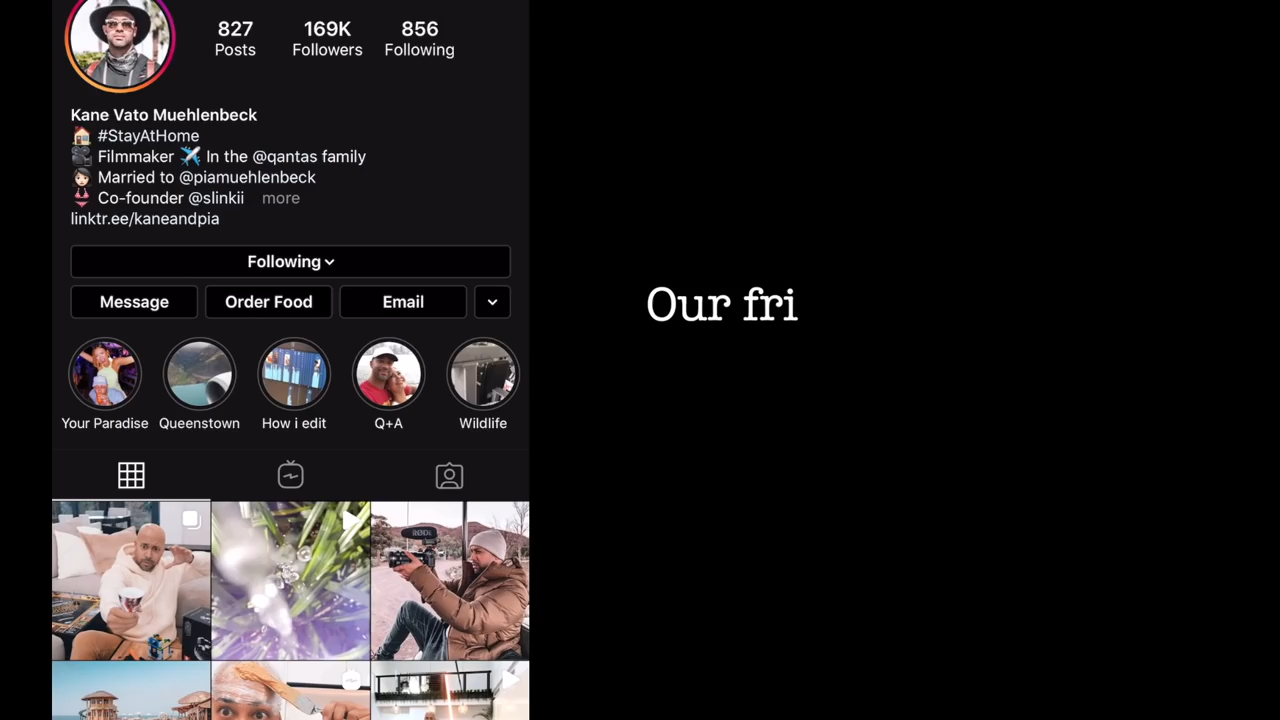 827 169K 856
Posts Followers Following
Kane Vato Muehlenbeck
#StayAtHome
Filmmaker ✈️ In the @qantas family
Married to @piamuehlenbeck
Co-founder @slinkii more
linktr.ee/kaneandpia
Following
Message Order Food Email
Your Paradise Queenstown How i edit Q+A Wildlife
RODE
Our fri